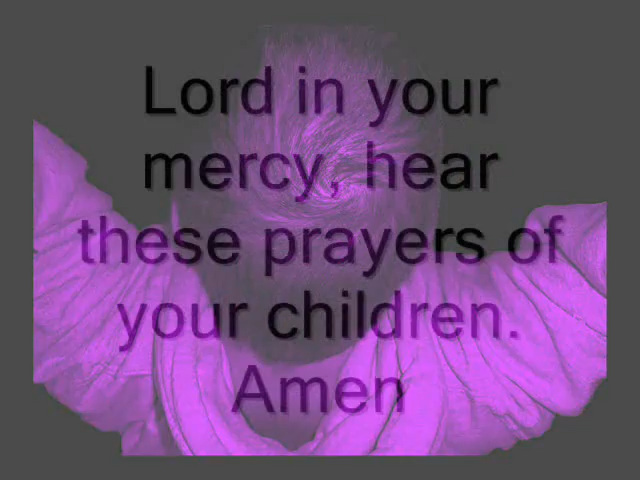 Lord in your
mercy, hear
these prayers of
your children.
Amen